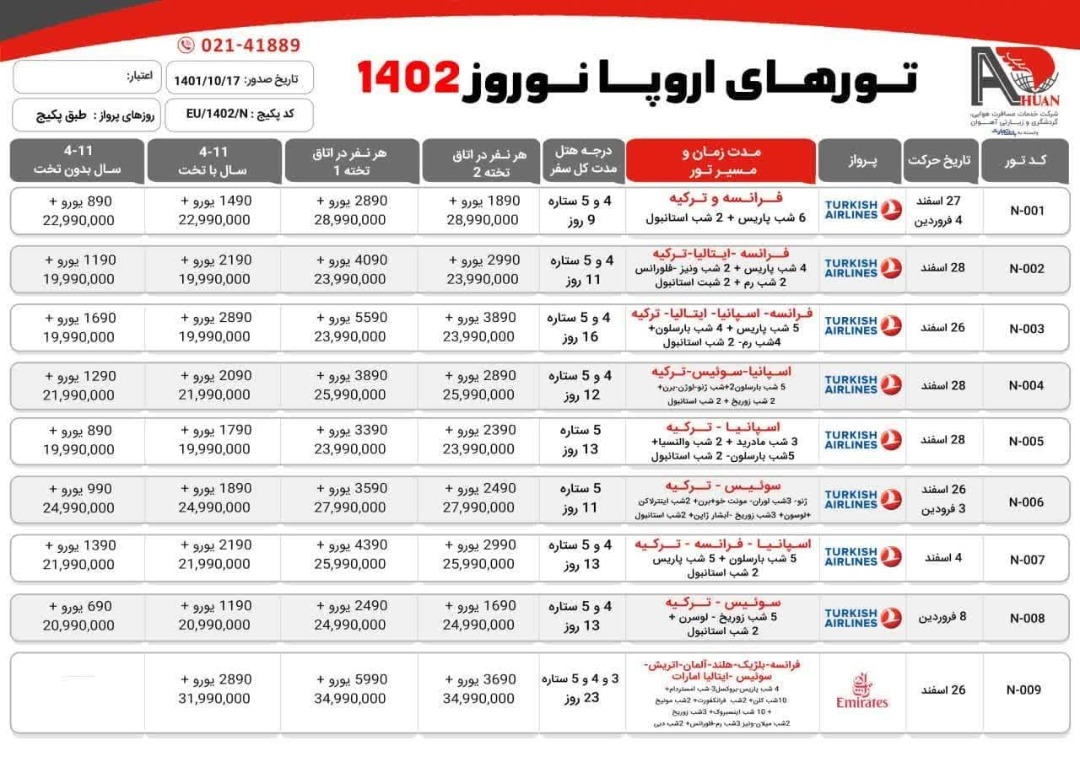 021-41889
تورهای اروپا نوروز 1402
AHUAN
شرکت خدمات مسافرت هوایی،
گردشگری و زیارتی آهـــوان
تاریخ صدور: 1401/10/17
اعتبار:
کد پکیج : EU/1402/N
روزهای پرواز : طبق پکیج
کد تور
تاریخ حرکت
پرواز
مدت زمان و
مسیر تور
درجه هتل
مدت کل سفر
هر نفر در اتاق
2 تخته
هر نفر در اتاق
1 تخته
4-11
سال با تخت
4-11
سال بدون تخت
N-001
27 اسفند
4 فروردین
TURKISH
AIRLINES
فرانسه و ترکیه
6 شب پاریس + 2 شب استانبول
4 و 5 ستاره
9 روز
1890 یورو +
28,990,000
2890 یورو +
28,990,000
1490 یورو +
22,990,000
890 یورو +
22,990,000
N-002
28 اسفند
TURKISH
AIRLINES
فرانسه -ایتالیا-ترکیه
4 شب پاریس + 2 شب ونیز -فلورانس
2 شب رم + 2 شبت استانبول
4 و 5 ستاره
11 روز
2990 یورو +
23,990,000
4090 یورو +
23,990,000
2190 یورو +
19,990,000
1190 یورو +
19,990,000
N-003
26 اسفند
TURKISH
AIRLINES
فرانسه- اسپانیا- ایتالیا- ترکیه
5 شب پاریس + 4 شب بارسلون+
4شب رم- 2 شب استانبول
4 و 5 ستاره
16 روز
3890 یورو +
23,990,000
5590 یورو +
23,990,000
2890 یورو +
19,990,000
1690 یورو +
19,990,000
N-004
28 اسفند
TURKISH
AIRLINES
اسپانیا-سوئیس-ترکیه
5 شب بارسلون+2شب ژنو-لوژن-برن+
2 شب زوریخ + 2 شب استانبول
4 و 5 ستاره
12 روز
2890 یورو +
25,990,000
3890 یورو +
25,990,000
2090 یورو +
21,990,000
1290 یورو +
21,990,000
N-005
28 اسفند
TURKISH
AIRLINES
اسپانیا - ترکیه
3 شب مادرید + 2 شب والنسیا+
5شب بارسلون- 2 شب استانبول
5 ستاره
13 روز
2390 یورو +
23,990,000
3390 یورو +
23,990,000
1790 یورو +
19,990,000
890 یورو +
19,990,000
N-006
26 اسفند
3 فرودین
TURKISH
AIRLINES
سوئیس - ترکیه
ژنو- 3شب لوران- مونت خو+برن+ 2شب اینترلاکن
+لوسون+ 3شب زوریخ -ابشار ژاین+ 2شب استانبول
5 ستاره
11 روز
2490 یورو +
27,990,000
3590 یورو +
27,990,000
1890 یورو +
24,990,000
990 یورو +
24,990,000
N-007
4 اسفند
TURKISH
AIRLINES
اسپانیا - فرانسه - ترکیه
5 شب بارسلون + 5 شب پاریس
2 شب استانبول
4 و 5 ستاره
13 روز
2990 یورو +
25,990,000
4390 یورو +
25,990,000
2190 یورو +
21,990,000
1390 یورو +
21,990,000
N-008
8 فروردین
TURKISH
AIRLINES
سوئیس - ترکیه
5 شب زوریخ - لوسرن +
2 شب استانبول
4 و 5 ستاره
13 روز
1690 یورو +
24,990,000
2490 یورو +
24,990,000
1190 یورو +
20,990,000
690 یورو +
20,990,000
N-009
26 اسفند
Emirates
فرانسه-بلژیک-هلند-آلمان-اتریش-
سوئیس -ایتالیا امارات
4 شب پاریس-بروکسل3-شب امستردام+
10شب کلن+ 2شب فرانکفورت+ 2شب مونیخ
+ 10 شب اینسبروک+ 3شب زوریخ
2شب میلان-ونیز 3شب رم-فلورانس+ 2شب دبی
3 و 4 و 5 ستاره
23 روز
3690 یورو +
34,990,000
5990 یورو +
34,990,000
2890 یورو +
31,990,000